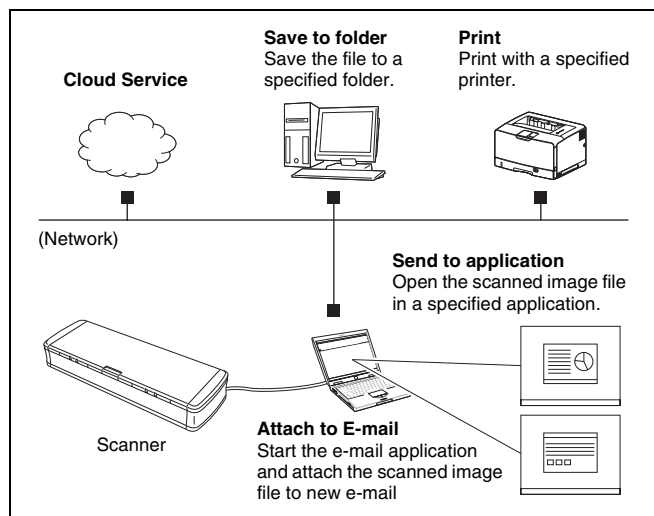 Cloud Service
Save to folder
Save the file to a
specified folder.
Print
Print with a specified
printer.
(Network)
Send to application
Open the scanned image file
in a specified application.
Scanner
Attach to E-mail
Start the e-mail application
and attach the scanned image
file to new e-mail